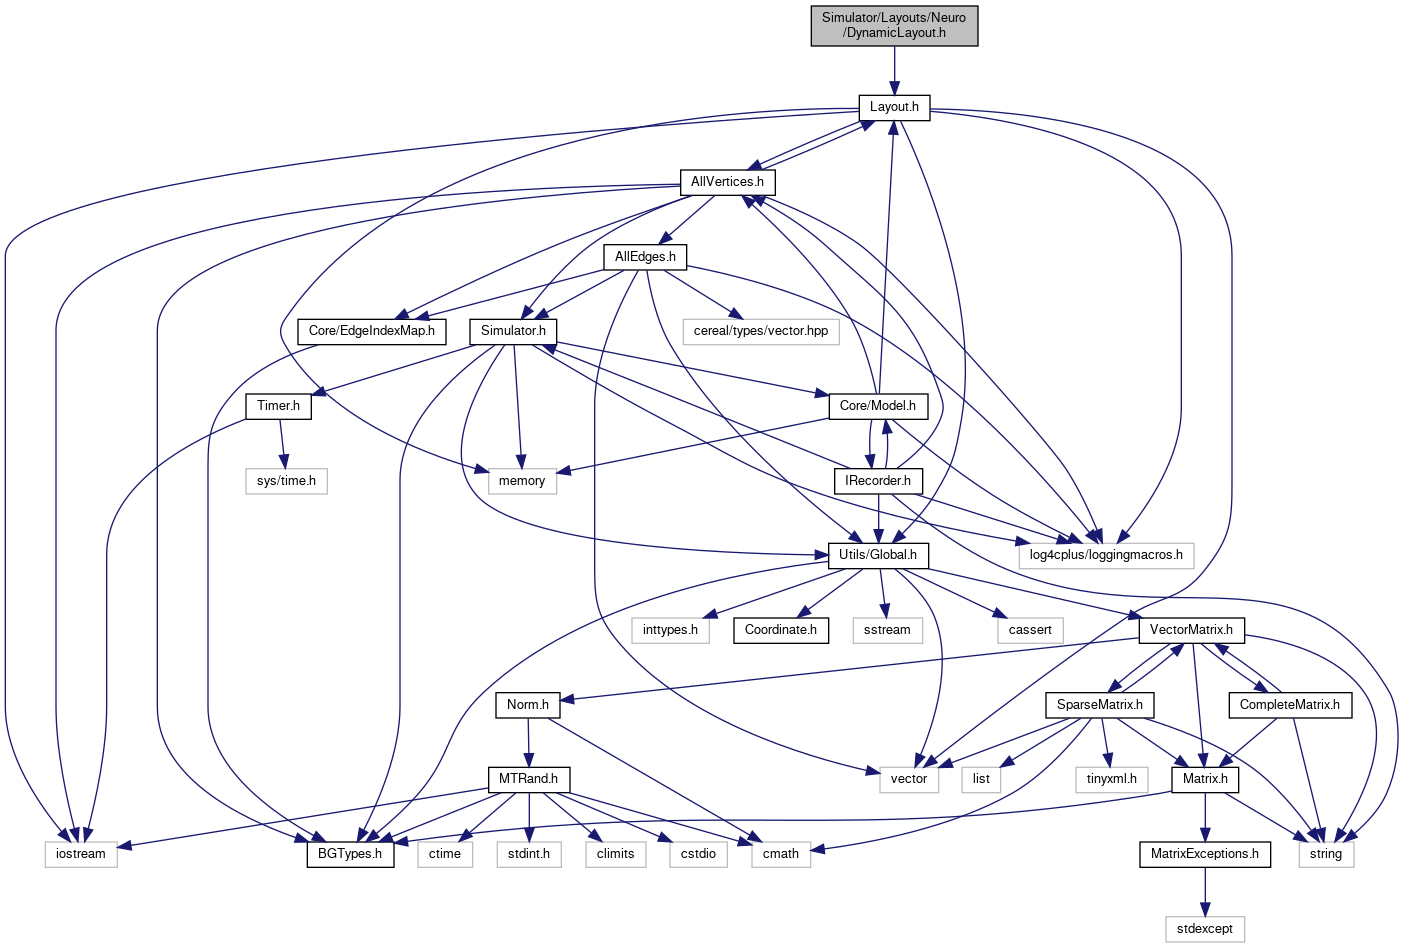 Simulator/Layouts/Neuro
/DynamicLayout.h
Layout.h
AllVertices.h
AllEdges.h
Core/EdgeIndexMap.h
Simulator.h
cereal/types/vector.hpp
Timer.h
Core/Model.h
sys/time.h
memory
IRecorder.h
Utils/Global.h
log4cplus/loggingmacros.h
inttypes.h
Coordinate.h
sstream
cassert
VectorMatrix.h
Norm.h
SparseMatrix.h
CompleteMatrix.h
MTRand.h
vector
list
tinyxml.h
Matrix.h
iostream
BGTypes.h
ctime
stdint.h
climits
cstdio
cmath
MatrixExceptions.h
string
stdexcept